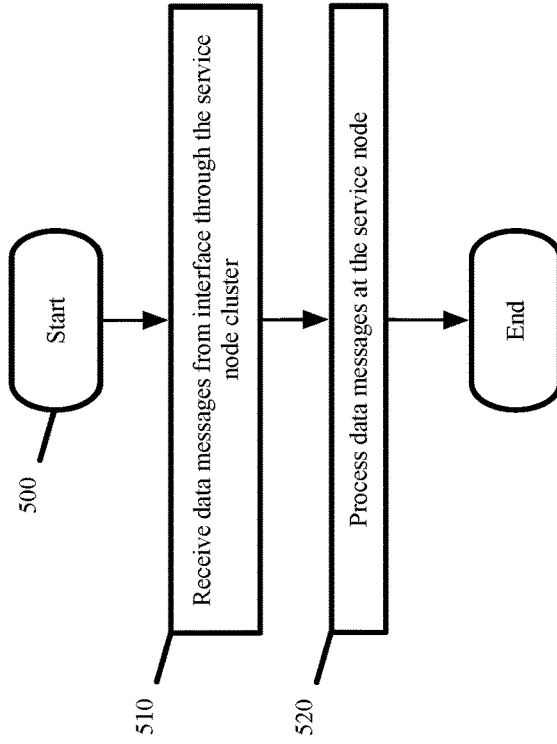 500
Start
510
Receive data messages from interface through the service
node cluster
520
Process data messages at the service node
End